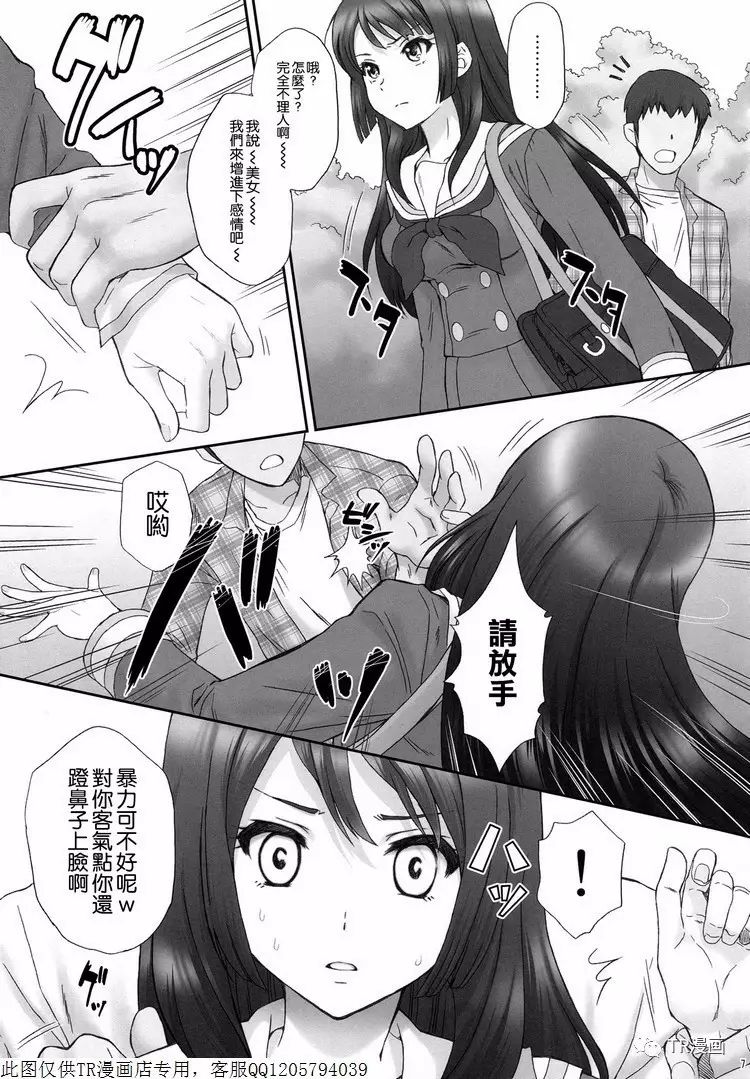 ………
スタ
スタ
哦？
怎麼了？
完全不理人啊～
我說～美女
我們來增進下感情吧～
グイッ
請放手
ビシッ
バッ
哎喲
！
暴力可不好呢w
對你客氣點你還
蹬鼻子上臉啊
グッ
TR漫画
7
此图仅供TR漫画店专用，客服QQ1205794039